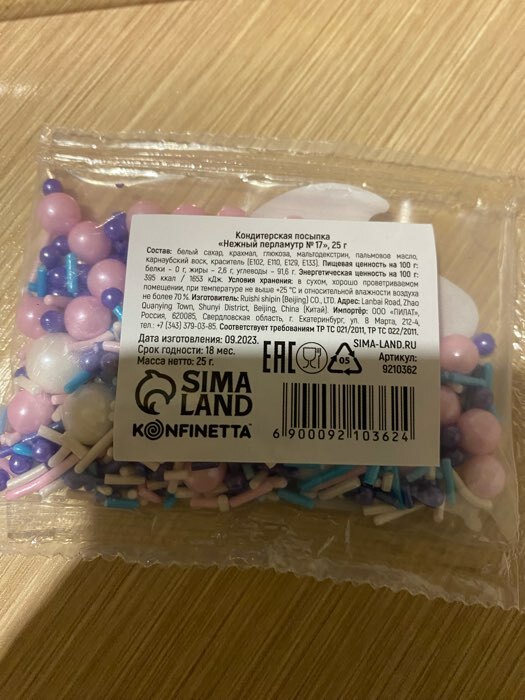 Кондитерская посыпка
«Нежный перламутр № 17», 25 г
Состав: белый сахар, крахмал, глюкоза, мальтодекстрин, пальмовое масло,
карнаубский воск, краситель (E102, E110, E129, E133). Пищевая ценность на 100 г:
белки – 0 г, жиры – 2,6 г, углеводы – 91,6 г. Энергетическая ценность на 100 г:
395 ккал / 1653 кДж. Условия хранения: в сухом, хорошо проветриваемом
помещении, при температуре не выше +25 °С и относительной влажности воздуха
не более 70 %. Изготовитель: Ruishi shipin (Beijing) CO., LTD. Адрес: Lanbai Road, Zhao
Quanying Town, Shunyi District, Beijing, China (Китай). Импортёр: ООО «ПИЛАТ»,
Россия, 620085, Свердловская область, г. Екатеринбург, ул. 8 Марта, 212-4,
тел.: +7 (343) 379-03-85. Соответствует требованиям ТР ТС 021/2011, ТР ТС 022/2011.
Дата изготовления: 09.2023.
Срок годности: 18 мес.
Масса нетто: 25 г.
EAC
05
SIMA-LAND.RU
Артикул:
9210362
SIMA
LAND
KONFINETTA
6 900092 103624